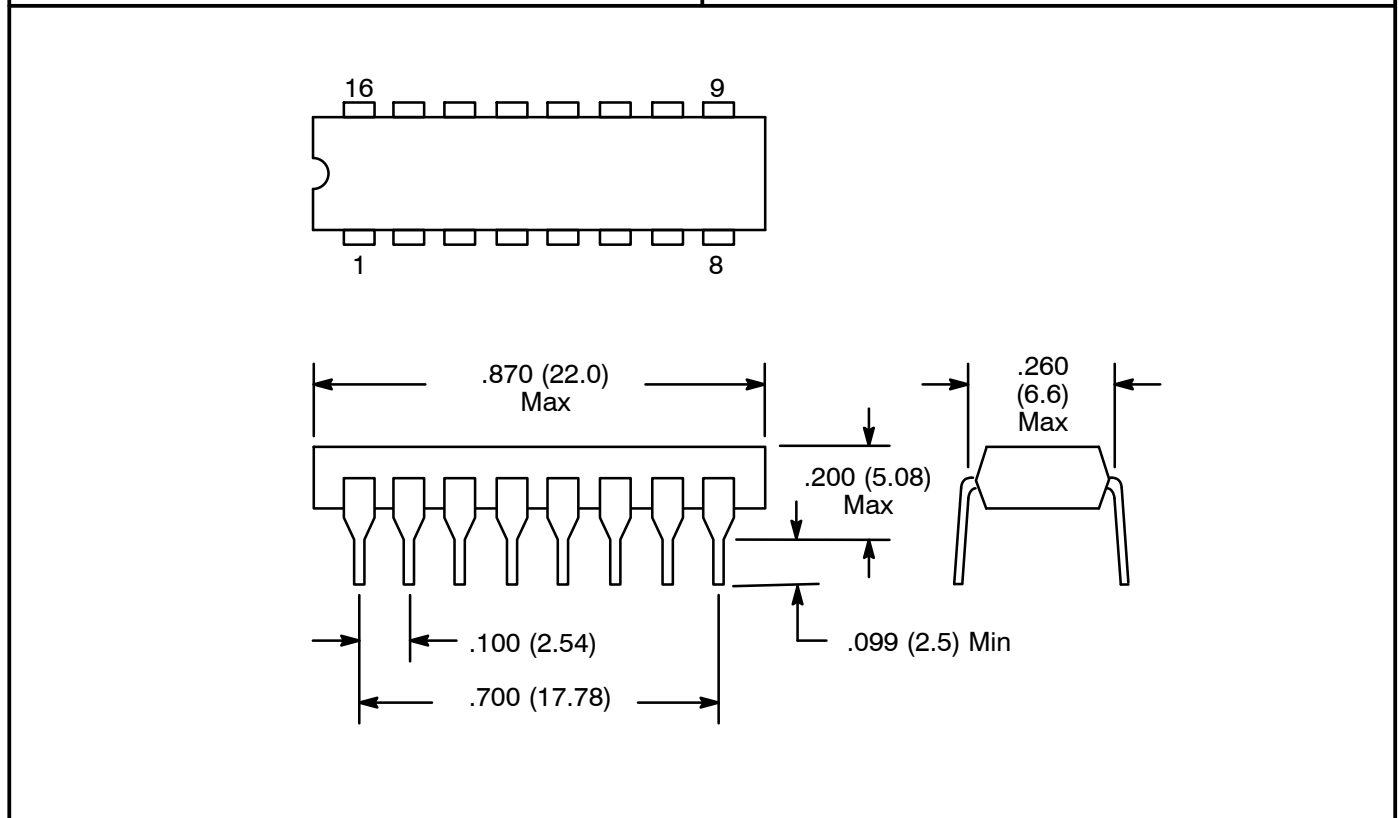 16
9
1
8
.870 (22.0)
Max
.260
(6.6)
Max
.200 (5.08)
Max
.100 (2.54)
.099 (2.5) Min
.700 (17.78)